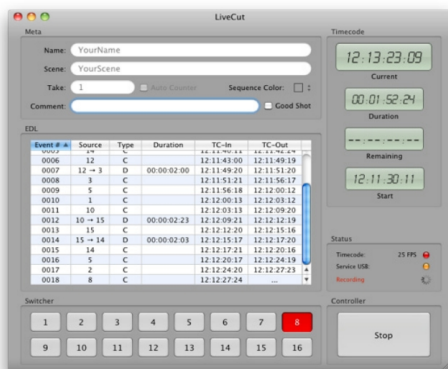 LiveCut
Meta
Name: YourName
Scene: YourScene
Take: 1 Auto Counter Sequence Color:
Comment: Good Shot
EDL
Event # Source Type Duration TC-In TC-Out
0005 14 C 12:11:40:11 12:11:42:24
0006 12 C 12:11:43:00 12:11:49:19
0007 12 → 3 D 00:00:02:00 12:11:49:20 12:11:51:20
0008 3 C 12:11:51:21 12:11:56:17
0009 5 C 12:11:56:18 12:12:00:12
0010 1 C 12:12:00:13 12:12:03:12
0011 10 C 12:12:03:13 12:12:09:20
0012 10 → 15 D 00:00:02:23 12:12:09:21 12:12:12:19
0013 15 C 12:12:12:20 12:12:15:16
0014 15 → 14 D 00:00:02:03 12:12:15:17 12:12:17:20
0015 14 C 12:12:17:21 12:12:20:16
0016 5 C 12:12:20:17 12:12:24:19
0017 2 C 12:12:24:20 12:12:27:23
0018 8 C 12:12:27:24 ...
Switcher
1 2 3 4 5 6 7 8
9 10 11 12 13 14 15 16
Timecode
12:13:23:09
Current
00:01:52:24
Duration
--:--:--:--
Remaining
12:11:30:11
Start
Status
Timecode: 25 FPS
Service USB:
Recording
Controller
Stop